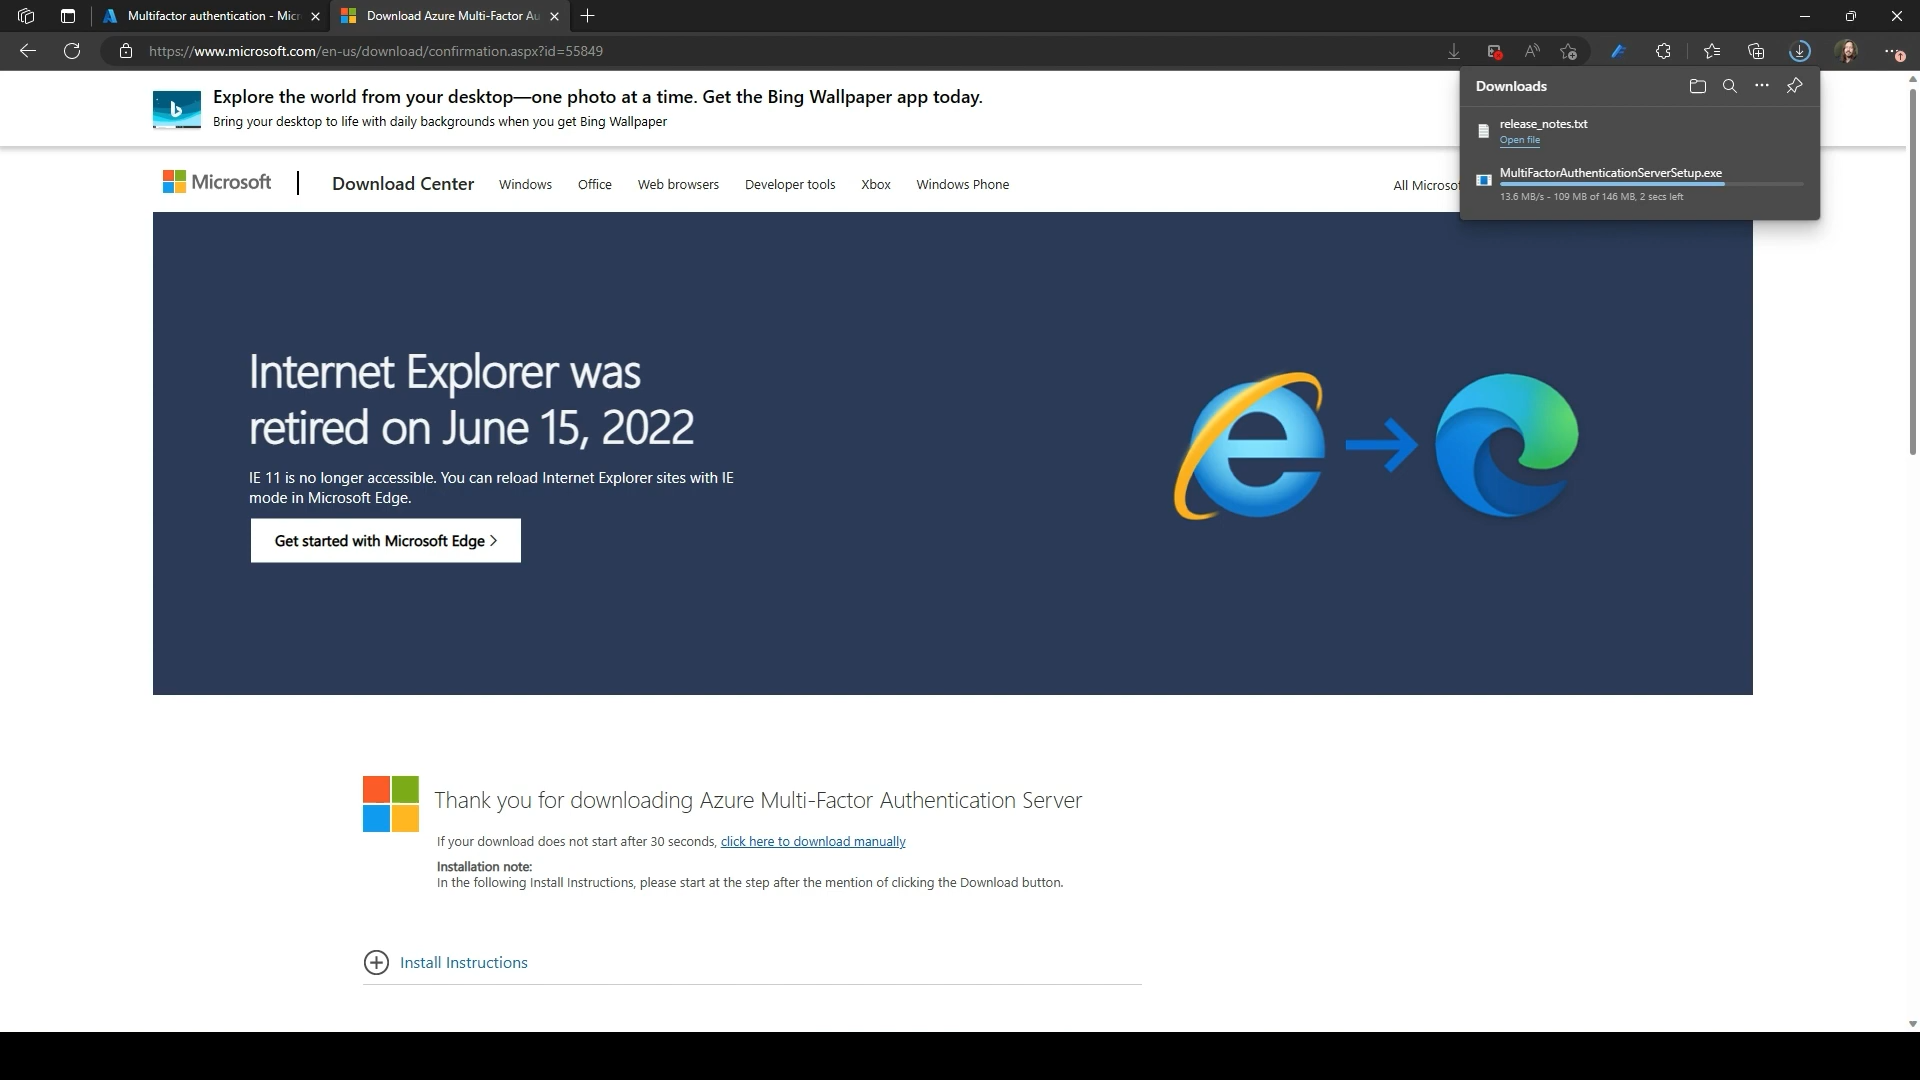 Multifactor authentication - Micr
Download Azure Multi-Factor Au
https://www.microsoft.com/en-us/download/confirmation.aspx?id=55849
Downloads
release_notes.txt
Open file
MultiFactorAuthenticationServerSetup.exe
13.6 MB/s - 109 MB of 146 MB, 2 secs left
Explore the world from your desktop—one photo at a time. Get the Bing Wallpaper app today.
Bring your desktop to life with daily backgrounds when you get Bing Wallpaper
Microsoft Download Center Windows Office Web browsers Developer tools Xbox Windows Phone All Microsof
Internet Explorer was
retired on June 15, 2022
IE 11 is no longer accessible. You can reload Internet Explorer sites with IE
mode in Microsoft Edge.
Get started with Microsoft Edge >
Thank you for downloading Azure Multi-Factor Authentication Server
If your download does not start after 30 seconds, click here to download manually
Installation note:
In the following Install Instructions, please start at the step after the mention of clicking the Download button.
Install Instructions